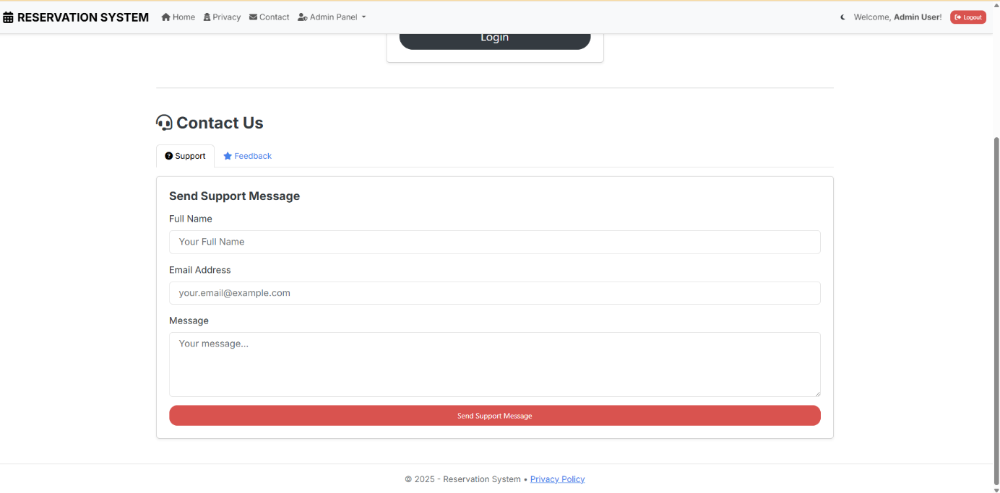 RESERVATION SYSTEM Home Privacy Contact Admin Panel Welcome, Admin User! Logout
Login
Contact Us
Support Feedback
Send Support Message
Full Name
Your Full Name
Email Address
your.email@example.com
Message
Your message...
Send Support Message
© 2025 - Reservation System • Privacy Policy